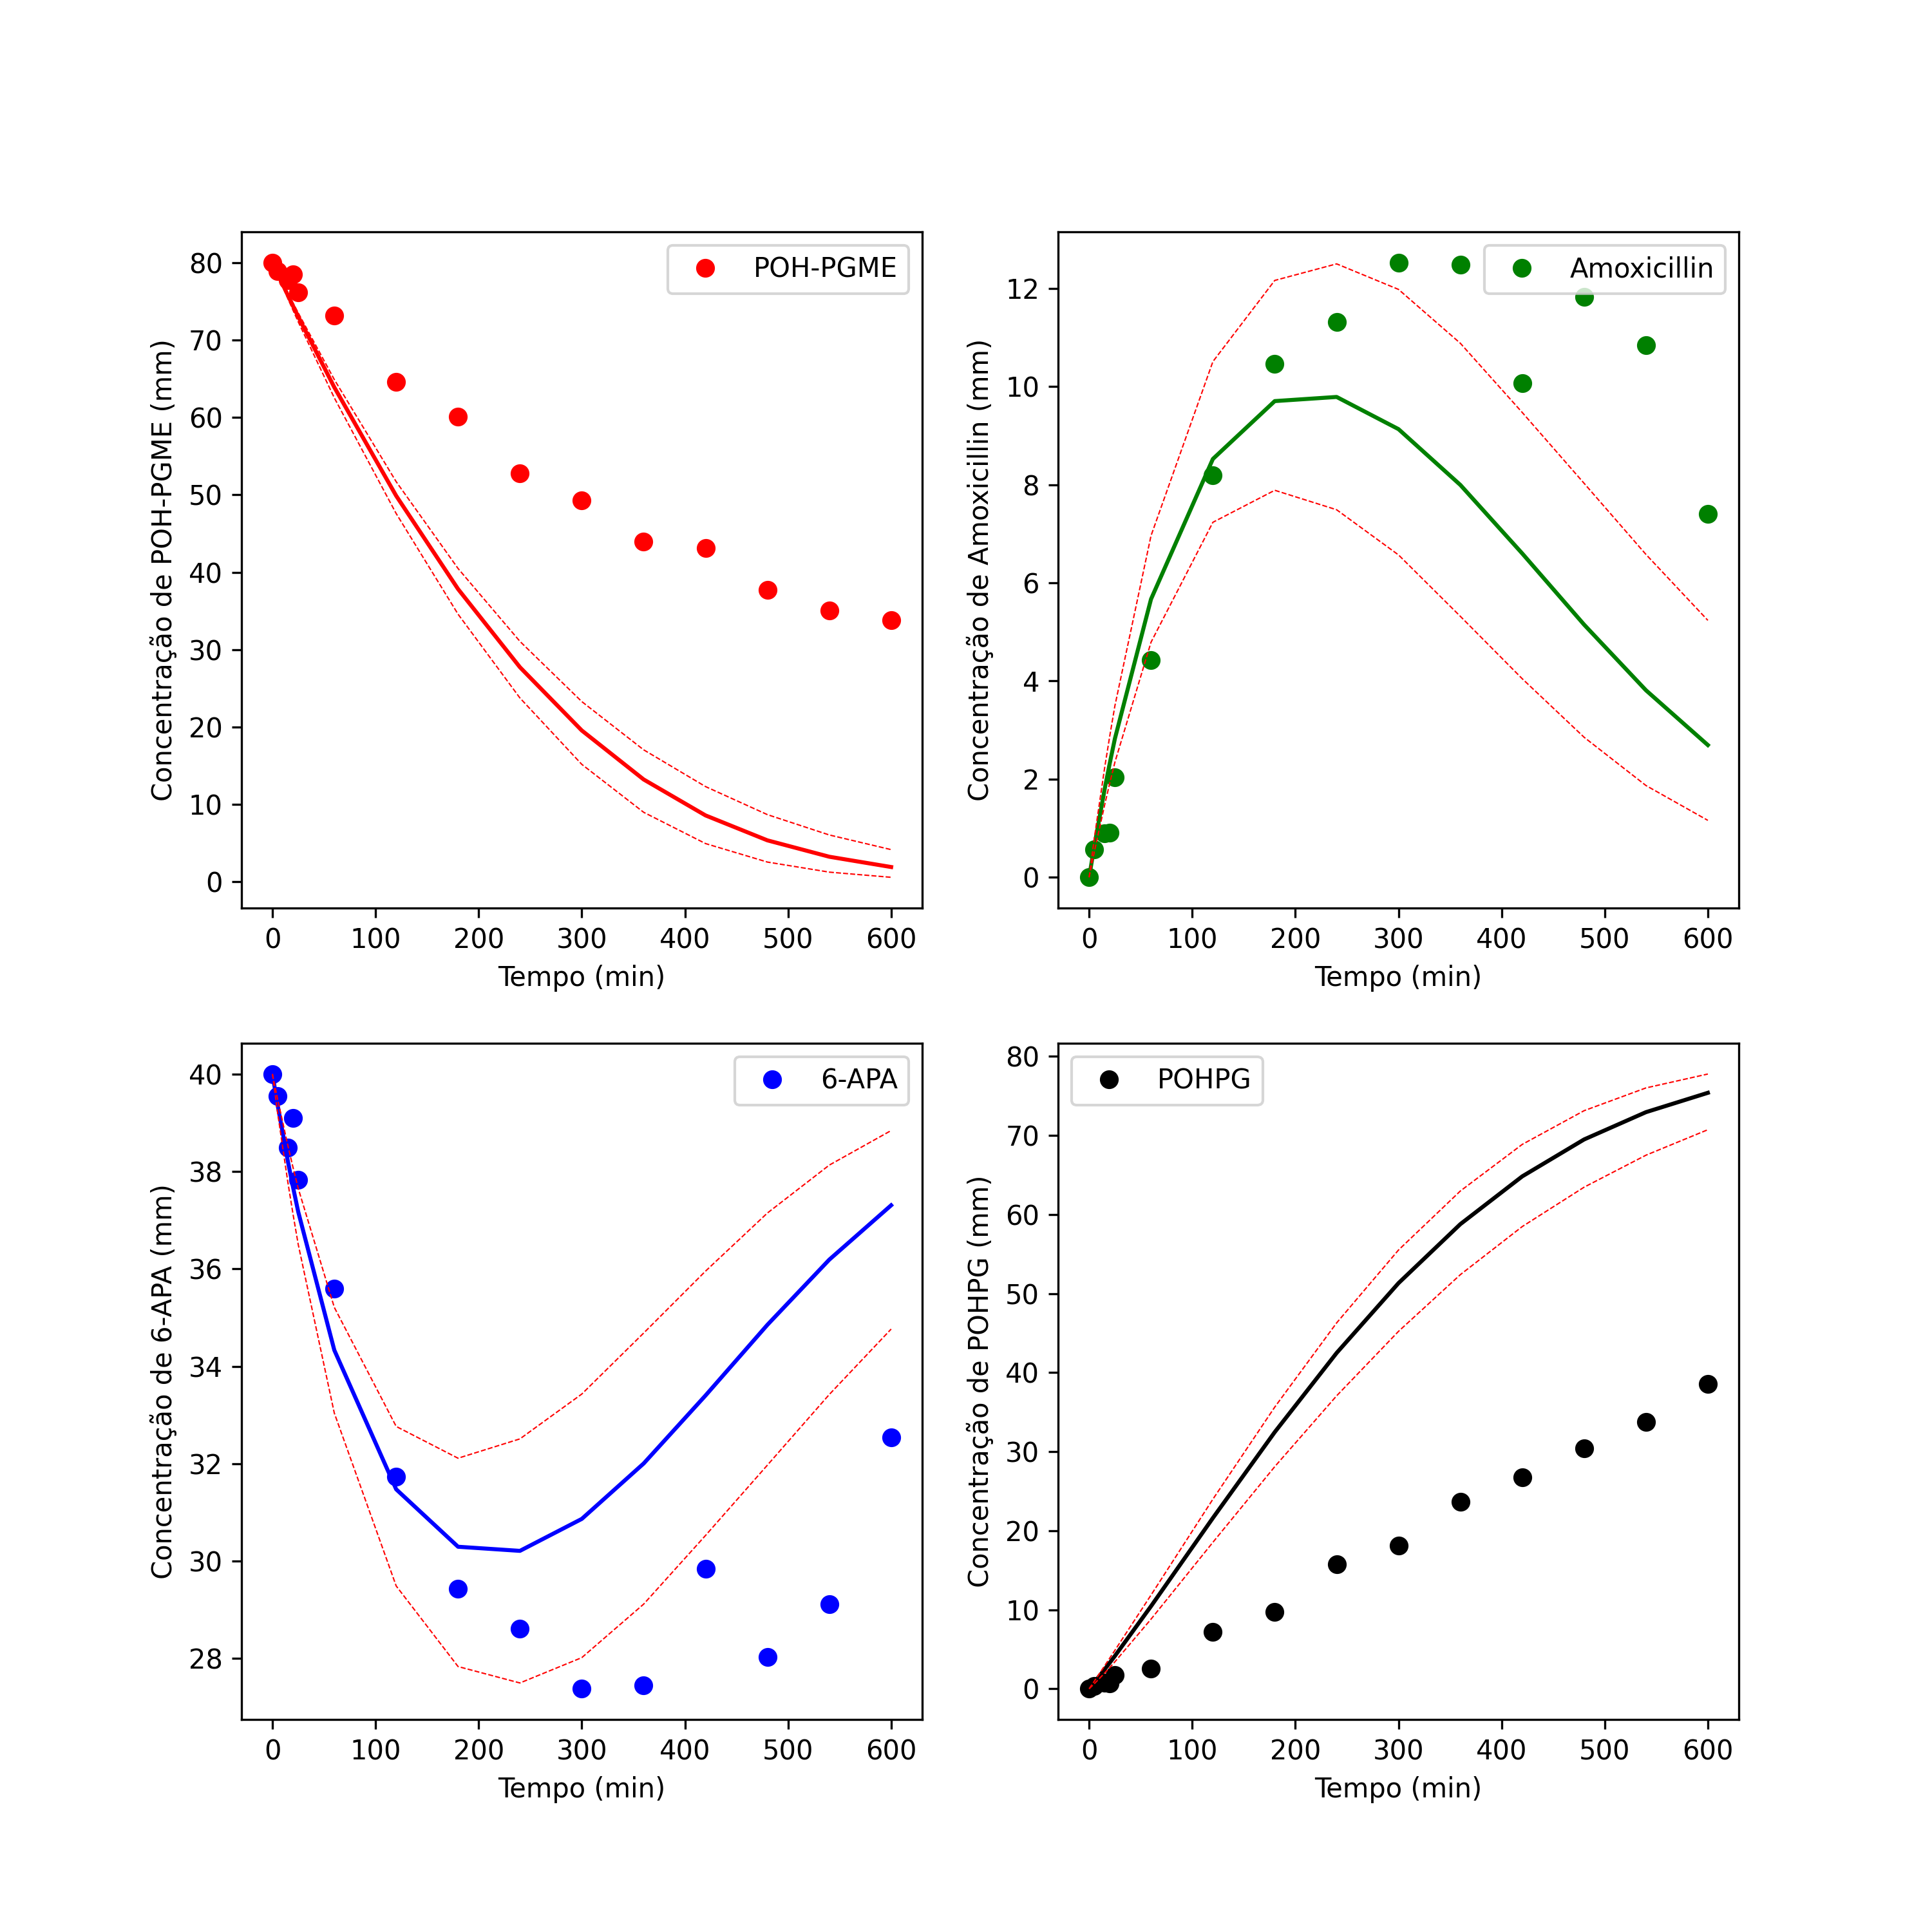 POH-PGME
Concentração de POH-PGME (mm)
80
70
60
50
40
30
20
10
0
0 100 200 300 400 500 600
Tempo (min)
Amoxicillin
Concentração de Amoxicillin (mm)
12
10
8
6
4
2
0
0 100 200 300 400 500 600
Tempo (min)
6-APA
Concentração de 6-APA (mm)
40
38
36
34
32
30
28
0 100 200 300 400 500 600
Tempo (min)
POHPG
Concentração de POHPG (mm)
80
70
60
50
40
30
20
10
0
0 100 200 300 400 500 600
Tempo (min)